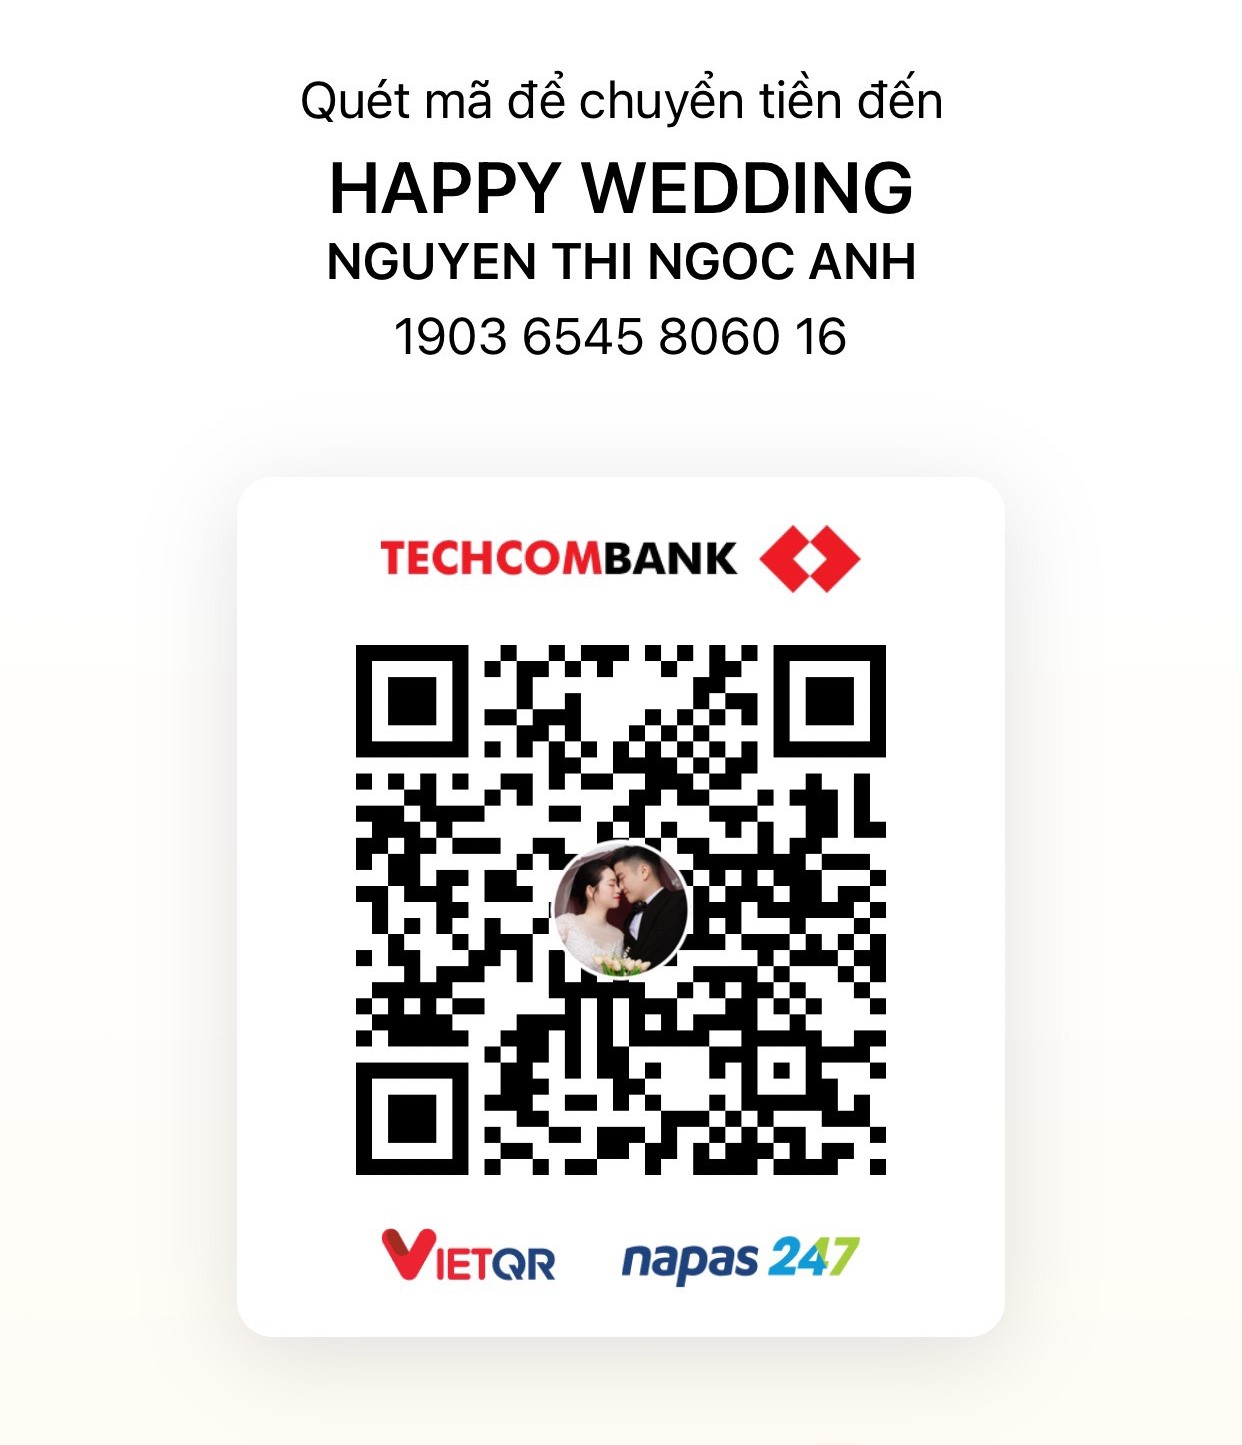 Quét mã để chuyển tiền đến
HAPPY WEDDING
NGUYEN THI NGOC ANH
1903 6545 8060 16
TECHCOMBANK
VIETQR napas 247